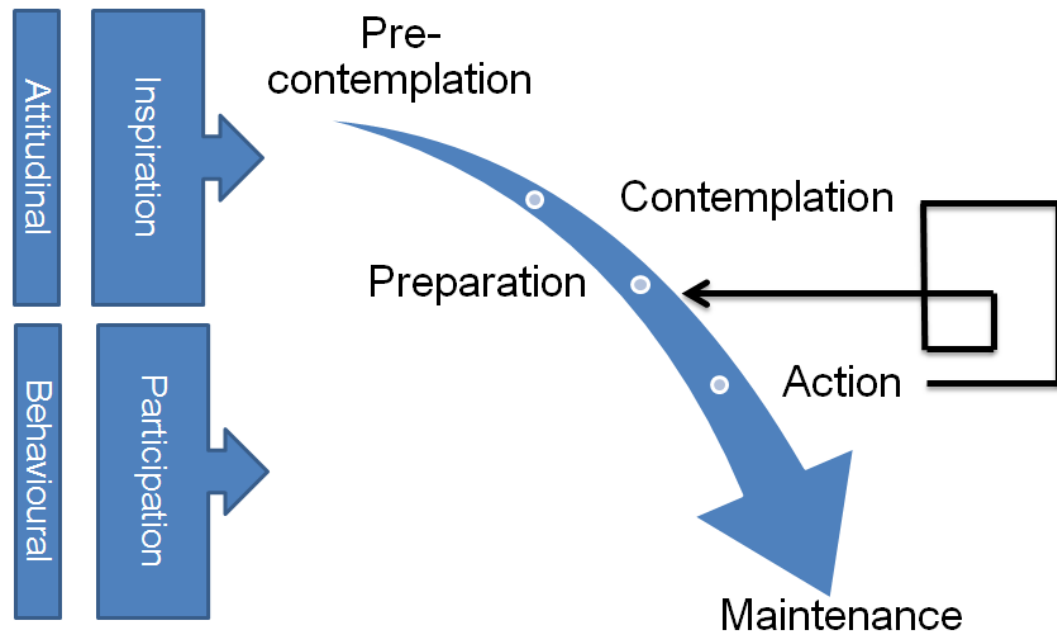 Attitudinal
Inspiration
Pre-
contemplation
Contemplation
Preparation
Behavioural
Participation
Action
Maintenance